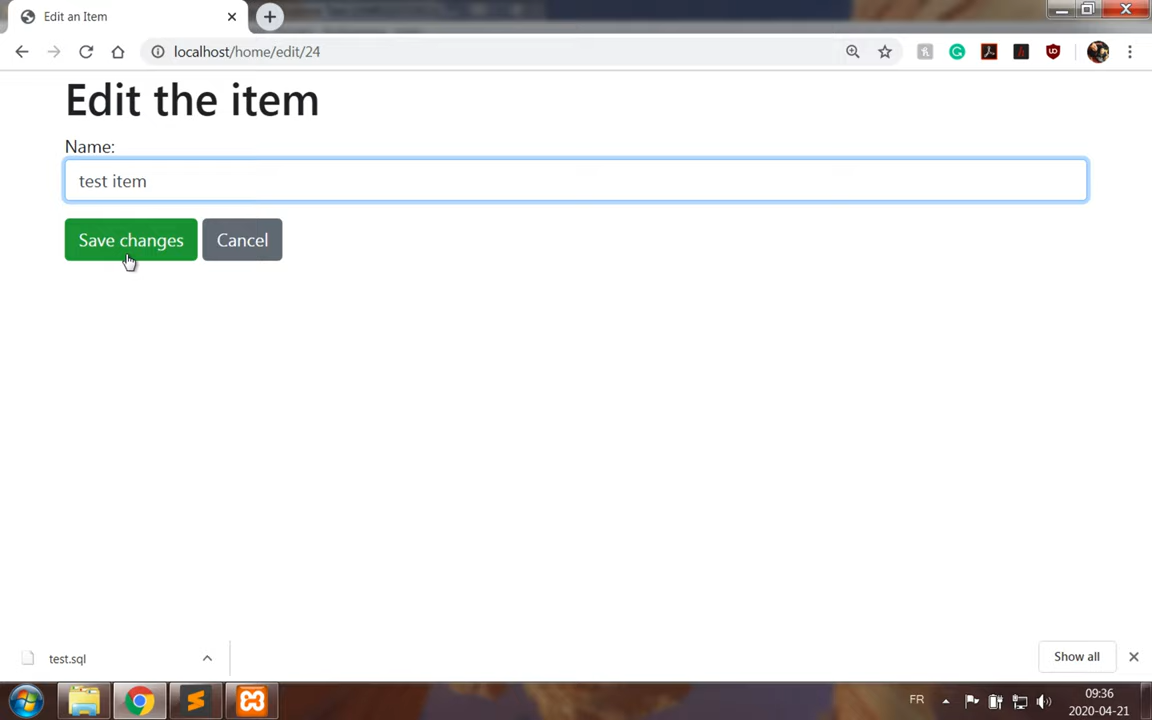 Edit an Item
localhost/home/edit/24
Edit the item
Name:
test item
Save changes Cancel
test.sql
Show all
FR
09:36
2020-04-21